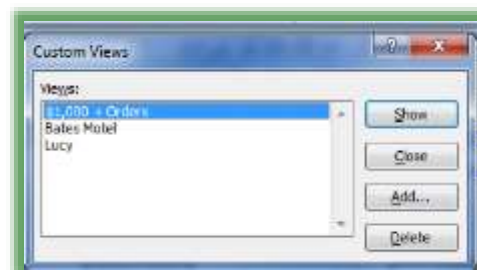 Custom Views
Views:
$1,000 + Orders
Bates Motel
Lucy
Show
Close
Add...
Delete